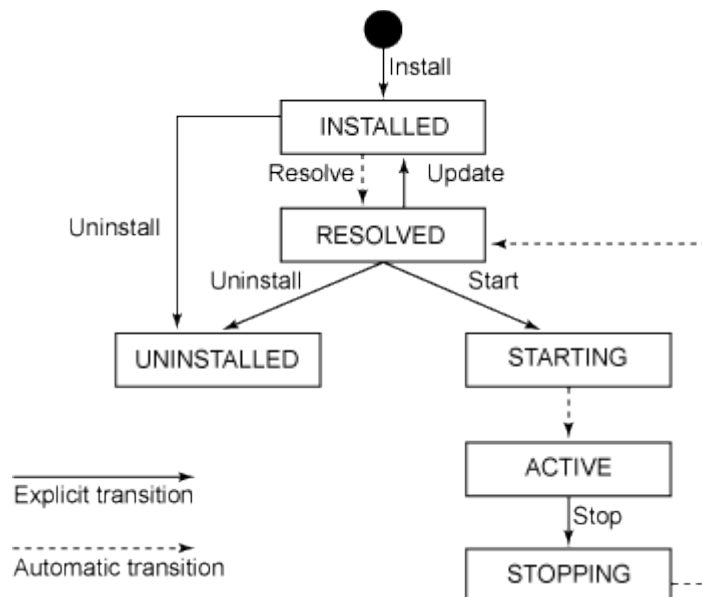 Install
INSTALLED
Resolve
Update
Uninstall
RESOLVED
Uninstall
Start
UNINSTALLED
STARTING
ACTIVE
Explicit transition
Stop
Automatic transition
STOPPING